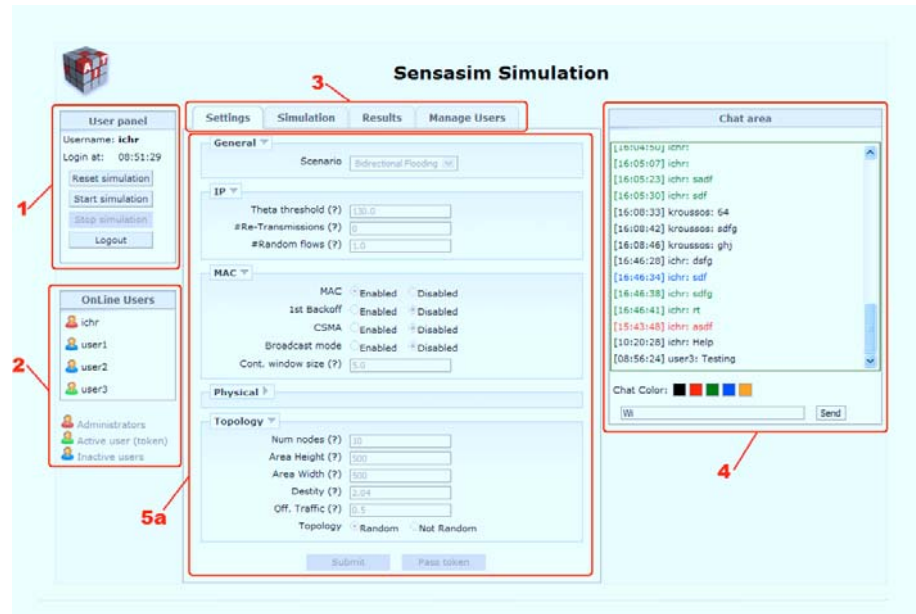 Sensasim Simulation
3
Settings Simulation Results Manage Users
User panel
Username: ichr
Login at: 08:51:29
Reset simulation
Start simulation
Stop simulation
Logout
1
OnLine Users
ichr
user1
user2
user3
Administrators
Active user (token)
Inactive users
2
General
Scenario Bidirectional Flooding
IP
Theta threshold (?) 130.0
#Re-Transmissions (?) 0
#Random flows (?) 1.0
MAC
MAC Enabled Disabled
1st Backoff Enabled Disabled
CSMA Enabled Disabled
Broadcast mode Enabled Disabled
Cont. window size (?) 5.0
Physical
Topology
Num nodes (?) 10
Area Height (?) 500
Area Width (?) 500
Destity (?) 2.04
Off. Traffic (?) 0.5
Topology Random Not Random
Submit Pass token
5a
Chat area
[16:04:50] ichr:
[16:05:07] ichr:
[16:05:23] ichr: sadf
[16:05:30] ichr: sdf
[16:08:33] kroussos: 64
[16:08:42] kroussos: sdfg
[16:08:46] kroussos: ghj
[16:46:28] ichr: dsfg
[16:46:34] ichr: sdf
[16:46:38] ichr: sdfg
[16:46:41] ichr: rt
[15:43:48] ichr: asdf
[10:20:28] ichr: Help
[08:56:24] user3: Testing
Chat Color:
Wi Send
4